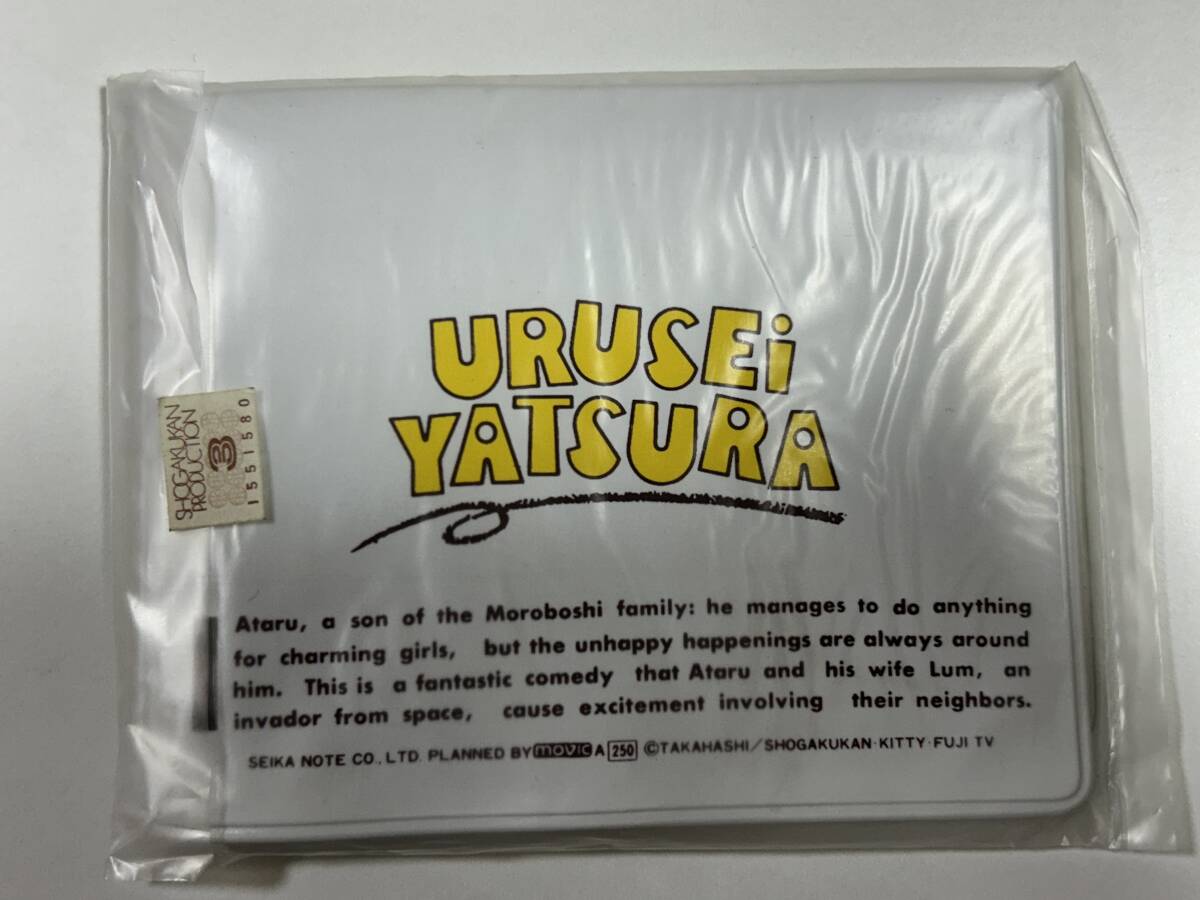 URUSEi
YATSURA
SHOGAKUKAN
PRODUCTION
3
1551580
Ataru, a son of the Moroboshi family: he manages to do anything
for charming girls, but the unhappy happenings are always around
him. This is a fantastic comedy that Ataru and his wife Lum, an
invador from space, cause excitement involving their neighbors.
SEIKA NOTE CO., LTD. PLANNED BY movic A 250 ©TAKAHASHI/SHOGAKUKAN·KITTY·FUJI TV